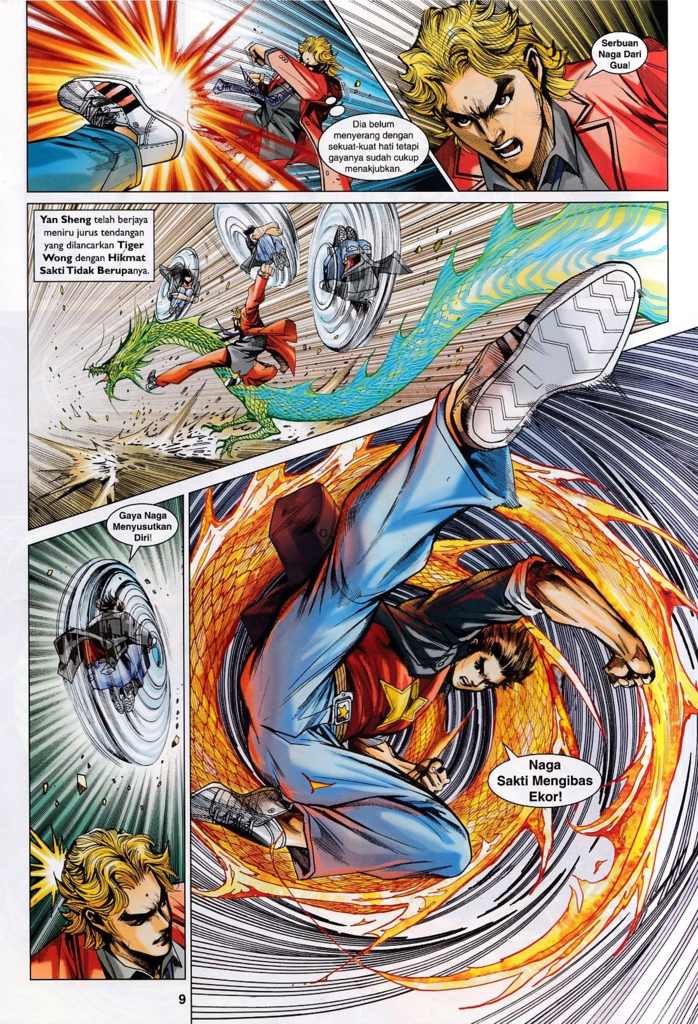 Dia belum
menyerang dengan
sekuat-kuat hati tetapi
gayanya sudah cukup
menakjubkan.
Serbuan
Naga Dari
Gua!
Yan Sheng telah berjaya
meniru jurus tendangan
yang dilancarkan Tiger
Wong dengan Hikmat
Sakti Tidak Berupanya.
Gaya Naga
Menyusutkan
Diri!
Naga
Sakti Mengibas
Ekor!
9